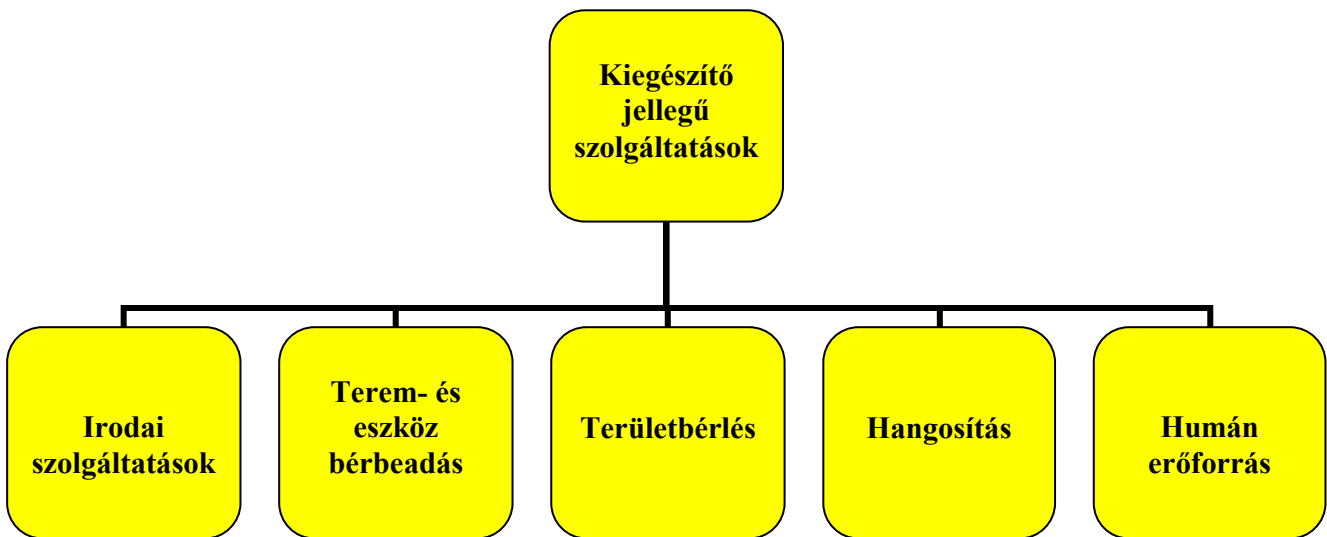 Kiegészítő
jellegű
szolgáltatások
Irodai
szolgáltatások
Terem- és
eszköz
bérbeadás
Területbérlés
Hangosítás
Humán
erőforrás